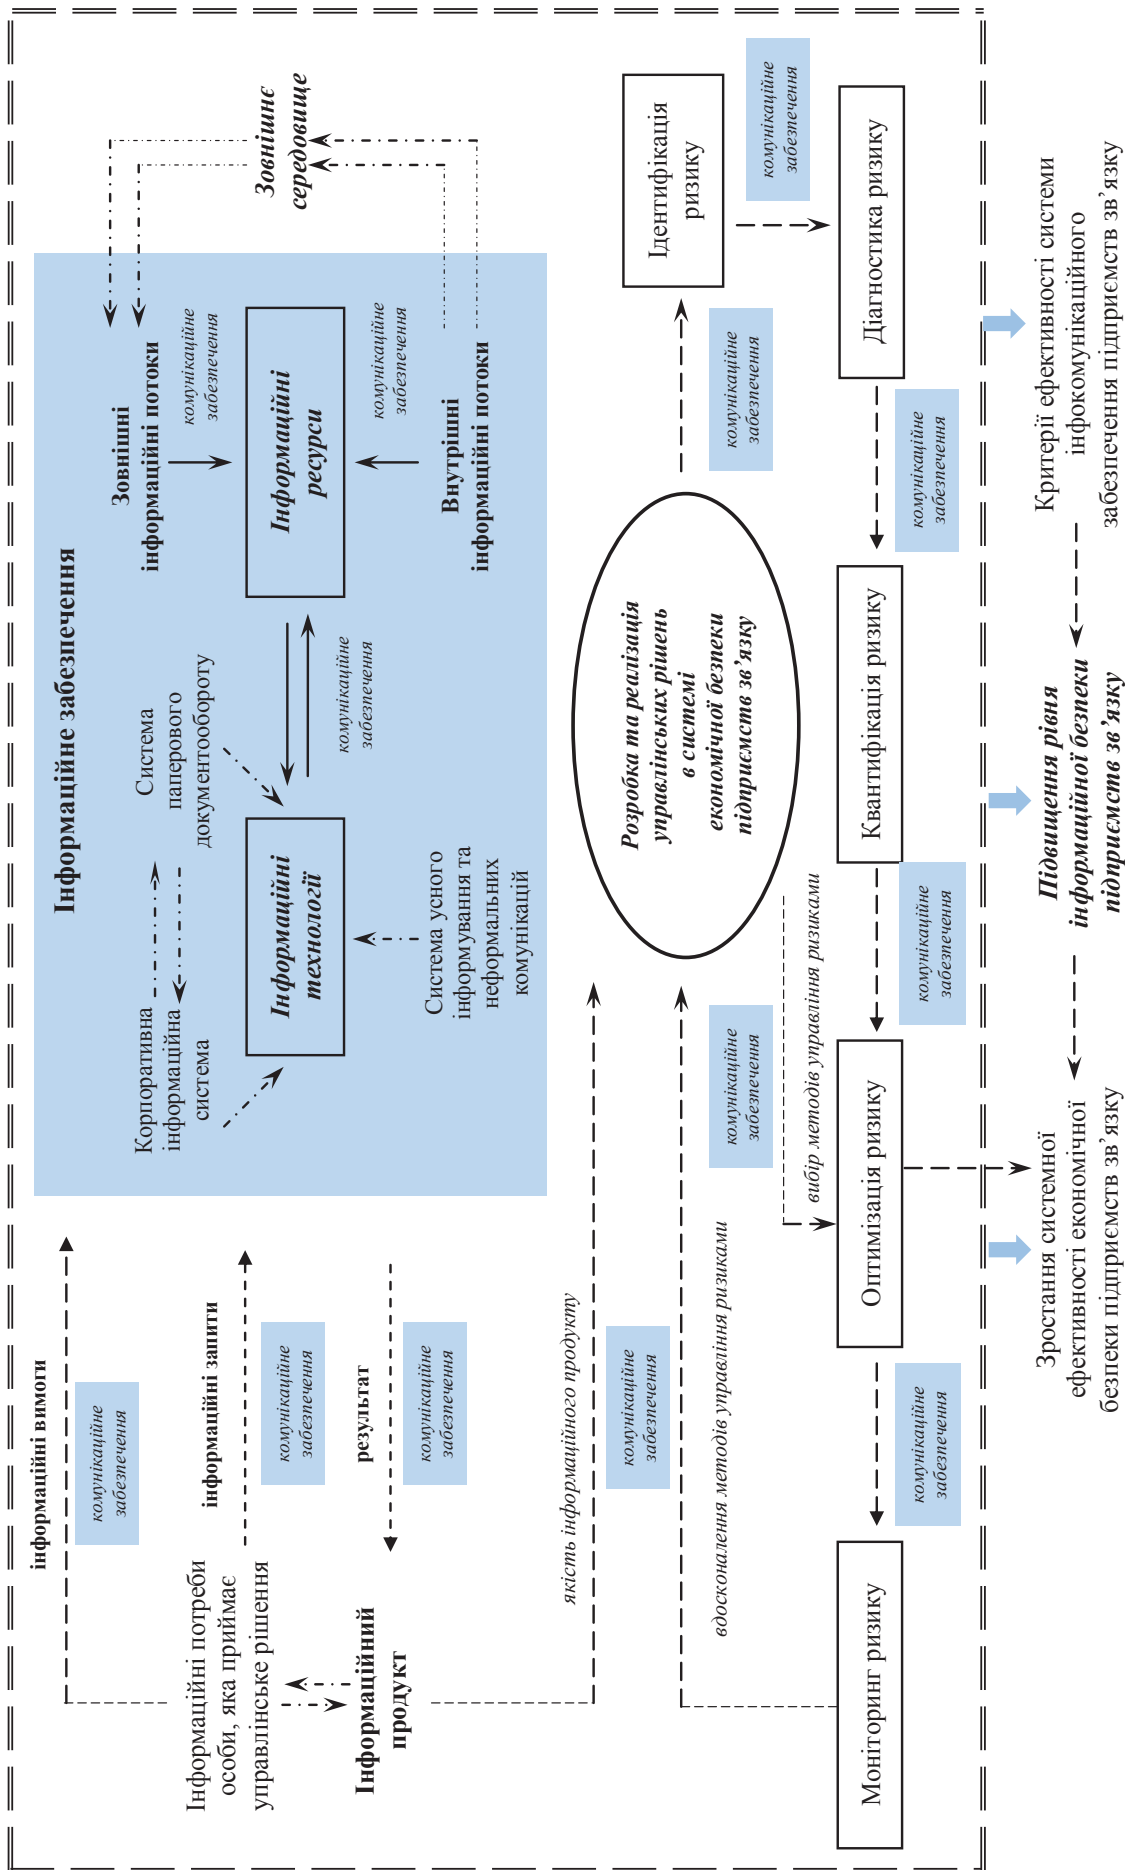 інформаційні вимоги
комунікаційне
забезпечення
Інформаційні потреби
особи, яка приймає
управлінське рішення
інформаційні запити
комунікаційне
забезпечення
результат
комунікаційне
забезпечення
Інформаційний
продукт
Інформаційне забезпечення
Корпоративна
інформаційна
система
Система
паперового
документообороту
Інформаційні
технології
Система усного
інформування та
неформальних
комунікацій
комунікаційне
забезпечення
Зовнішні
інформаційні потоки
комунікаційне
забезпечення
Інформаційні
ресурси
комунікаційне
забезпечення
Внутрішні
інформаційні потоки
Зовнішнє
середовище
якість інформаційного продукту
комунікаційне
забезпечення
вдосконалення методів управління ризиками
комунікаційне
забезпечення
вибір методів управління ризиками
Розробка та реалізація
управлінських рішень
в системі
економічної безпеки
підприємств зв’язку
комунікаційне
забезпечення
Ідентифікація
ризику
комунікаційне
забезпечення
Моніторинг ризику
комунікаційне
забезпечення
Оптимізація ризику
комунікаційне
забезпечення
Квантифікація ризику
комунікаційне
забезпечення
Діагностика ризику
Зростання системної
ефективності економічної
безпеки підприємств зв’язку
Підвищення рівня
інформаційної безпеки
підприємств зв’язку
Критерії ефективності системи
інфокомунікаційного
забезпечення підприємств зв’язку